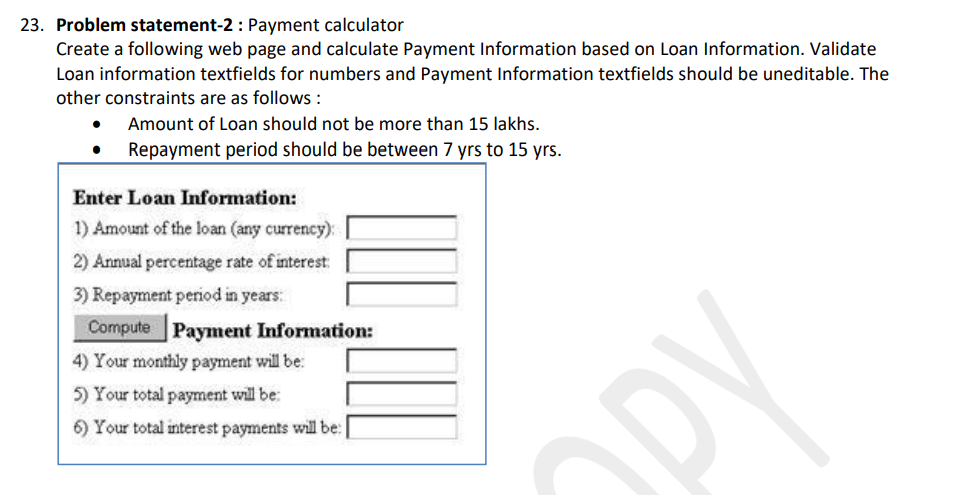 23. Problem statement-2 : Payment calculator
Create a following web page and calculate Payment Information based on Loan Information. Validate
Loan information textfields for numbers and Payment Information textfields should be uneditable. The
other constraints are as follows :
• Amount of Loan should not be more than 15 lakhs.
• Repayment period should be between 7 yrs to 15 yrs.
Enter Loan Information:
1) Amount of the loan (any currency):
2) Annual percentage rate of interest:
3) Repayment period in years:
Compute Payment Information:
4) Your monthly payment will be:
5) Your total payment will be:
6) Your total interest payments will be:
OPY